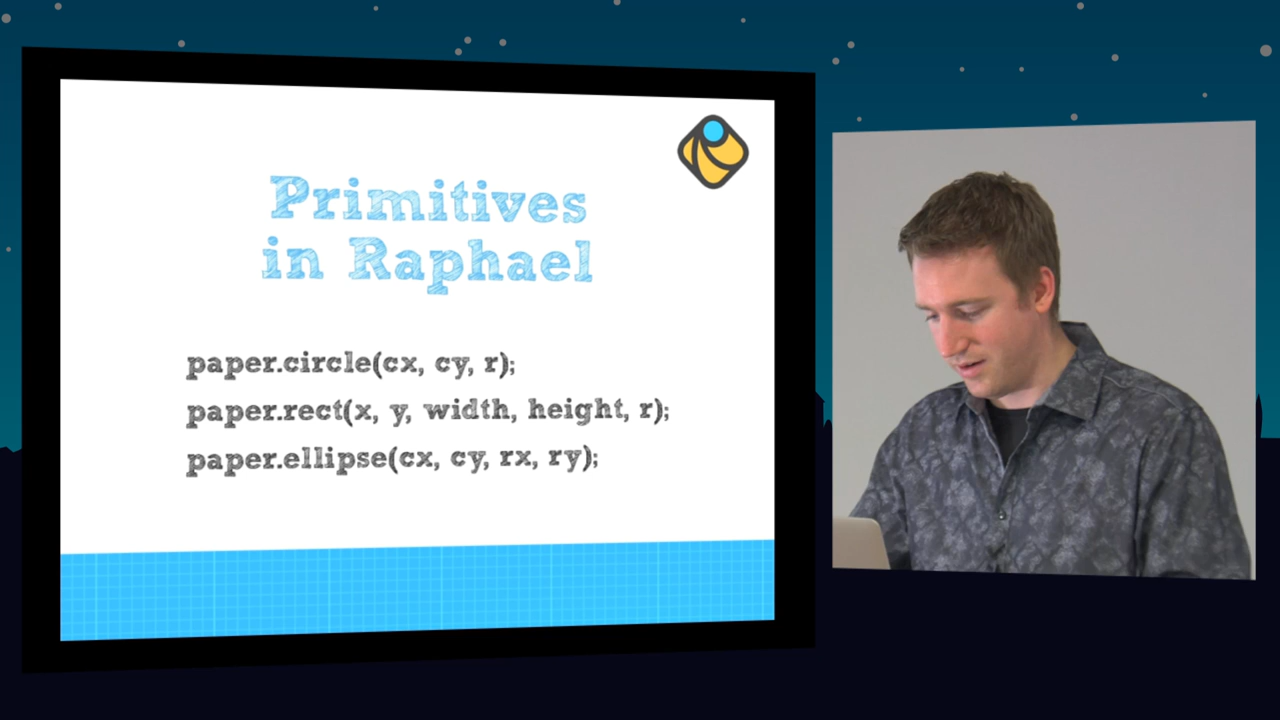 Primitives
in Raphael
paper.circle(cx, cy, r);
paper.rect(x, y, width, height, r);
paper.ellipse(cx, cy, rx, ry);